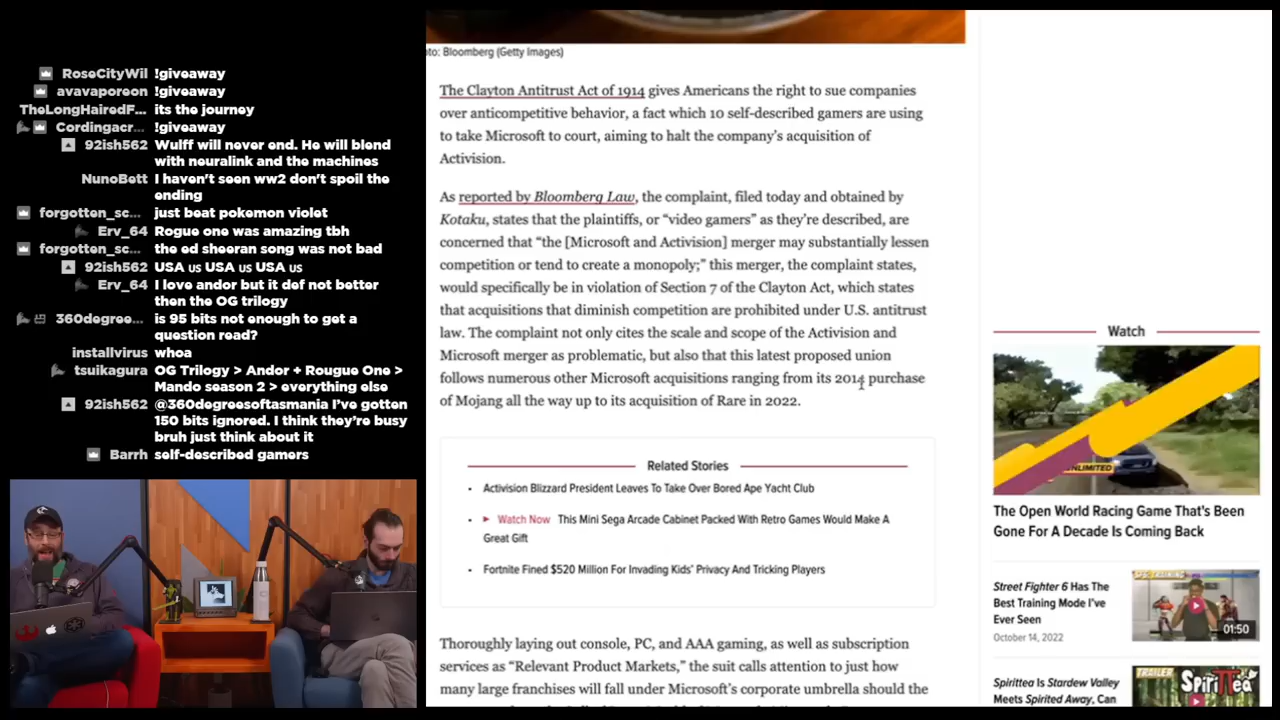 RoseCityWil !giveaway
avavaporeon !giveaway
TheLongHairedF... its the journey
Cordingacr... !giveaway
92ish562 Wulff will never end. He will blend
with neuralink and the machines
NunoBett I haven't seen ww2 don't spoil the
ending
forgotten_sc... just beat pokemon violet
Erv_64 Rogue one was amazing tbh
forgotten_sc... the ed sheeran song was not bad
92ish562 USA us USA us USA us
Erv_64 I love andor but it def not better
then the OG trilogy
360degree... is 95 bits not enough to get a
question read?
installvirus whoa
tsuikagura OG Trilogy > Andor + Rougue One >
Mando season 2 > everything else
92ish562 @360degreesoftasmania I've gotten
150 bits ignored. I think they're busy
bruh just think about it
Barrh self-described gamers
oto: Bloomberg (Getty Images)
The Clayton Antitrust Act of 1914 gives Americans the right to sue companies
over anticompetitive behavior, a fact which 10 self-described gamers are using
to take Microsoft to court, aiming to halt the company's acquisition of
Activision.
As reported by Bloomberg Law, the complaint, filed today and obtained by
Kotaku, states that the plaintiffs, or “video gamers” as they're described, are
concerned that “the [Microsoft and Activision] merger may substantially lessen
competition or tend to create a monopoly;” this merger, the complaint states,
would specifically be in violation of Section 7 of the Clayton Act, which states
that acquisitions that diminish competition are prohibited under U.S. antitrust
law. The complaint not only cites the scale and scope of the Activision and
Microsoft merger as problematic, but also that this latest proposed union
follows numerous other Microsoft acquisitions ranging from its 2014 purchase
of Mojang all the way up to its acquisition of Rare in 2022.
Related Stories
Activision Blizzard President Leaves To Take Over Bored Ape Yacht Club
Watch Now This Mini Sega Arcade Cabinet Packed With Retro Games Would Make A
Great Gift
Fortnite Fined $520 Million For Invading Kids' Privacy And Tricking Players
Thoroughly laying out console, PC, and AAA gaming, as well as subscription
services as “Relevant Product Markets,” the suit calls attention to just how
many large franchises will fall under Microsoft's corporate umbrella should the
Watch
UNLIMITED
The Open World Racing Game That's Been
Gone For A Decade Is Coming Back
Street Fighter 6 Has The
Best Training Mode I've
Ever Seen
October 14, 2022
01:50
Spirittea Is Stardew Valley
Meets Spirited Away, Can
TRAILER
SpiritTea